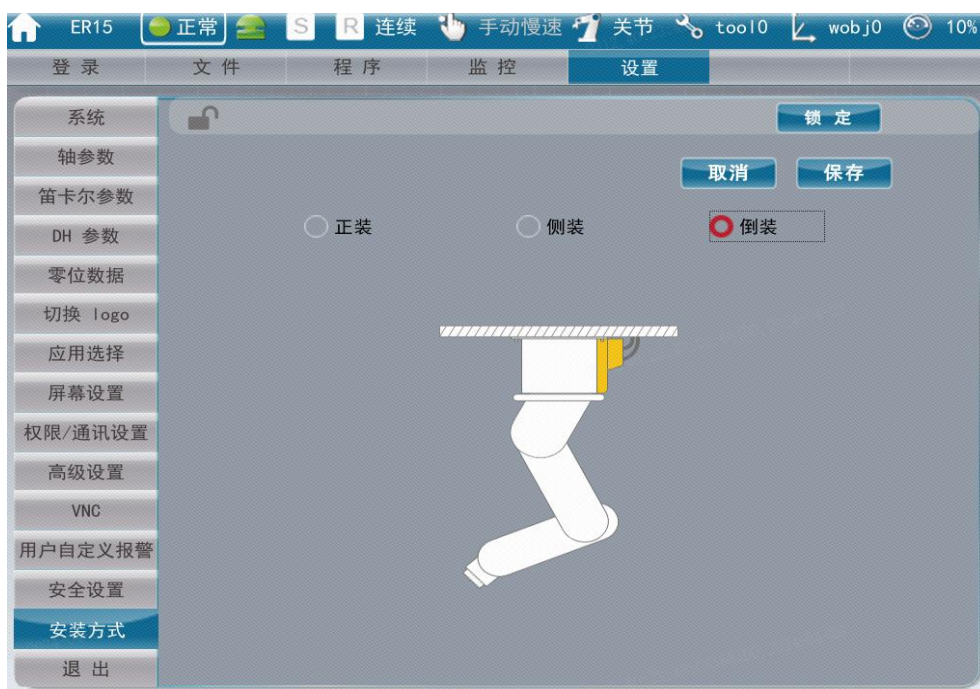 ER15 正常 S R 连续 手动慢速 关节 tool0 wobj0 10%
登 录 文 件 程 序 监 控 设置
系统
锁 定
轴参数
取消 保存
笛卡尔参数
DH 参数
正装 侧装 倒装
零位数据
切换 logo
应用选择
屏幕设置
权限/通讯设置
高级设置
VNC
用户自定义报警
安全设置
安装方式
退 出